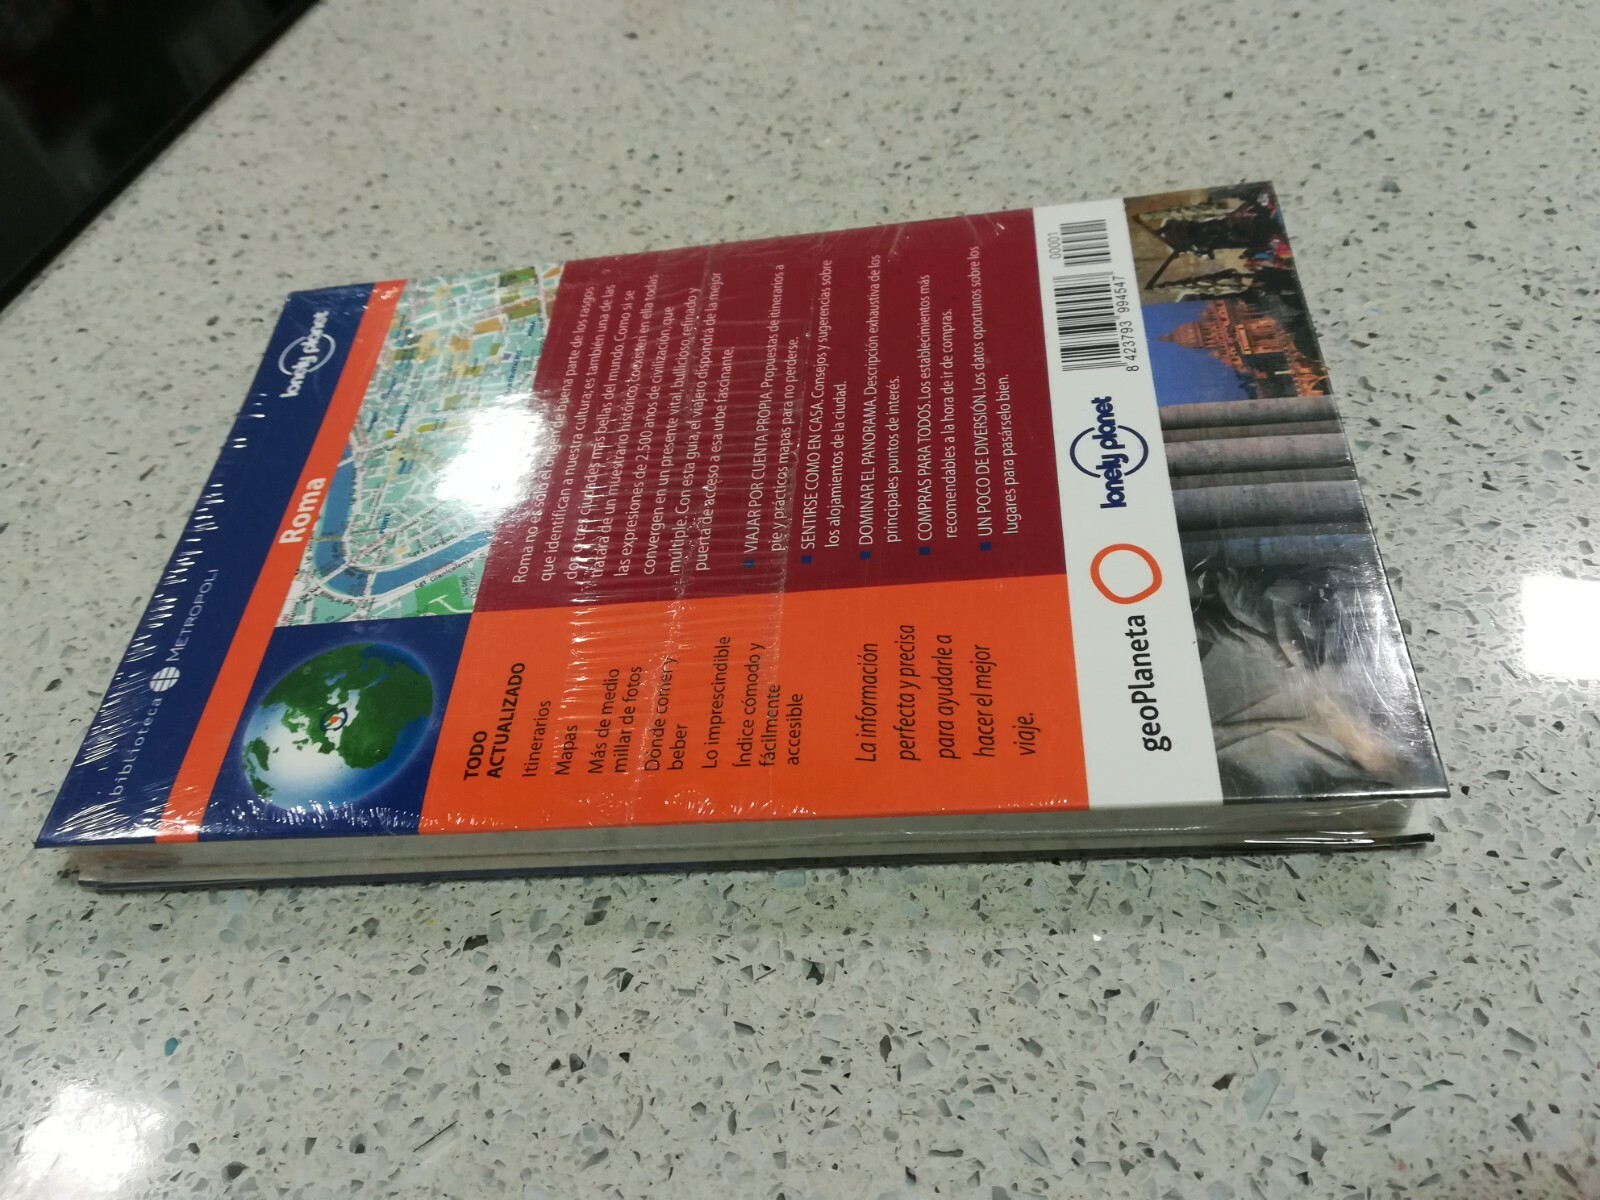 biblioteca METROPOLI
lonely planet
Roma
Roma no es sólo el origen de buena parte de los rasgos
que identifican a nuestra cultura; es también una de las
dos o tres ciudades más bellas del mundo. Como si se
tratara de un muestrario histórico, coexisten en ella todas
las expresiones de 2.500 años de civilización, que
convergen en un presente vital, bullicioso, refinado y
múltiple. Con esta guía, el viajero dispondrá de la mejor
puerta de acceso a esa urbe fascinante.
VIAJAR POR CUENTA PROPIA. Propuestas de itinerarios a
pie y prácticos mapas para no perderse.
SENTIRSE COMO EN CASA. Consejos y sugerencias sobre
los alojamientos de la ciudad.
DOMINAR EL PANORAMA. Descripción exhaustiva de los
principales puntos de interés.
COMPRAS PARA TODOS. Los establecimientos más
recomendables a la hora de ir de compras.
UN POCO DE DIVERSIÓN. Los datos oportunos sobre los
lugares para pasárselo bien.
TODO
ACTUALIZADO
Itinerarios
Mapas
Más de medio
millar de fotos
Dónde comer y
beber
Lo imprescindible
Índice cómodo y
fácilmente
accesible
La información
perfecta y precisa
para ayudarle a
hacer el mejor
viaje.
geoPlaneta
lonely planet
00001
8 423793 994547